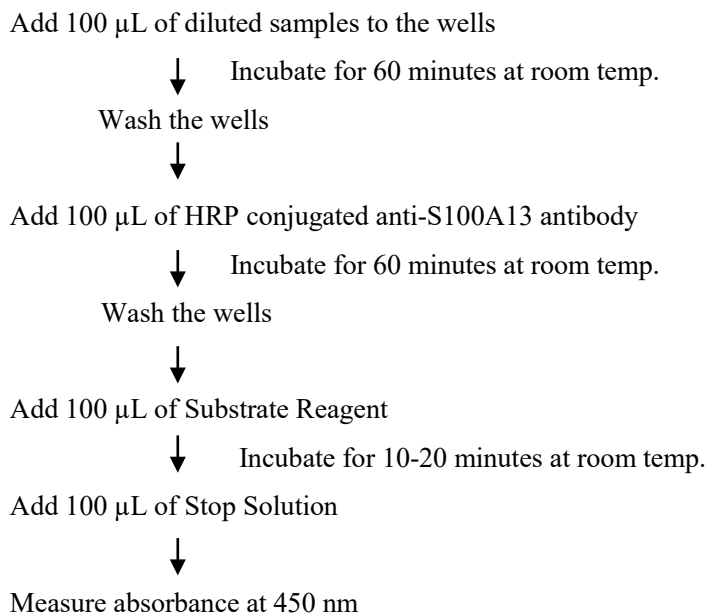 Add 100 µL of diluted samples to the wells
Incubate for 60 minutes at room temp.
Wash the wells
Add 100 µL of HRP conjugated anti-S100A13 antibody
Incubate for 60 minutes at room temp.
Wash the wells
Add 100 µL of Substrate Reagent
Incubate for 10-20 minutes at room temp.
Add 100 µL of Stop Solution
Measure absorbance at 450 nm